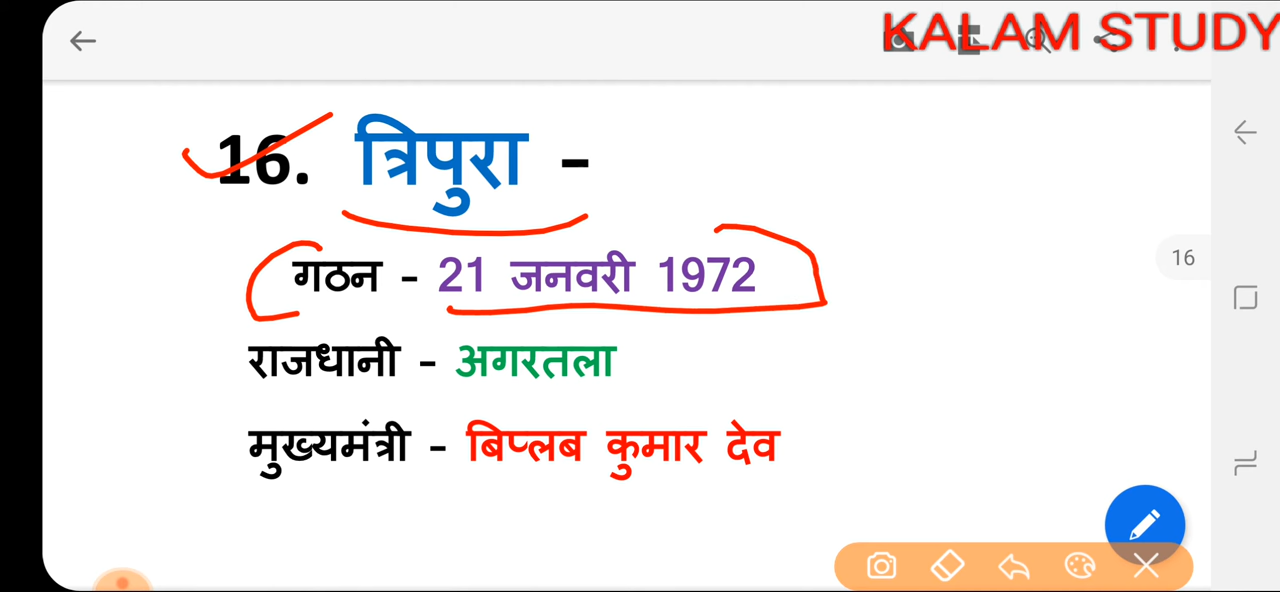 KALAM STUDY
16. त्रिपुरा -
गठन - 21 जनवरी 1972
16
राजधानी - अगरतला
मुख्यमंत्री - बिप्लब कुमार देव